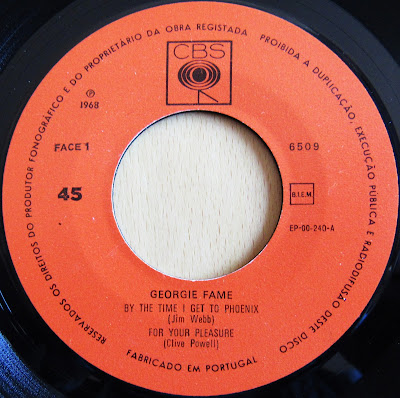 RESERVADOS OS DIREITOS DO PRODUTOR FONOGRÁFICO E DO PROPRIETÁRIO DA OBRA REGISTADA PROIBIDA A DUPLICAÇÃO, EXECUÇÃO PÚBLICA E RADIODIFUSÃO DESTE DISCO
CBS
℗
1968
FACE 1
6509
45
B.I.E.M.
EP-00-240-A
GEORGIE FAME
BY THE TIME I GET TO PHOENIX
(Jim Webb)
FOR YOUR PLEASURE
(Clive Powell)
FABRICADO EM PORTUGAL